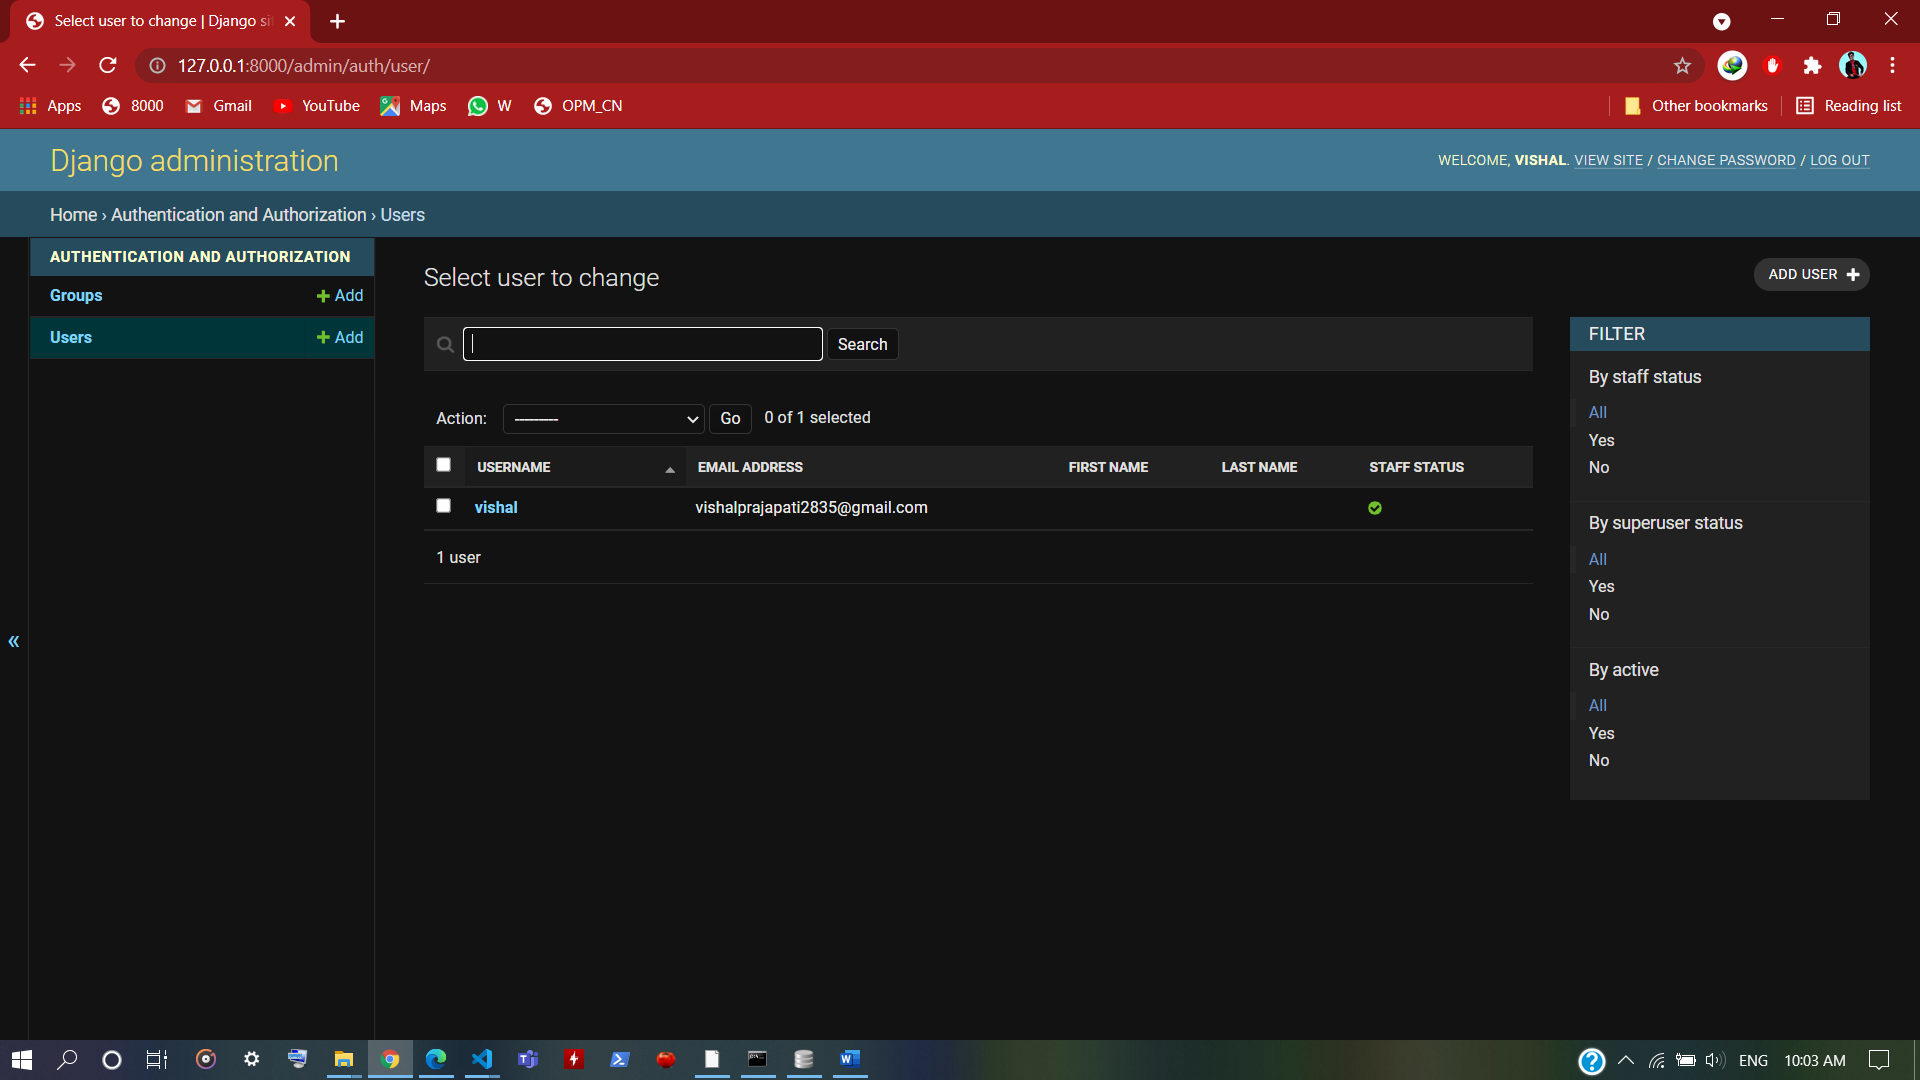 Select user to change | Django si
127.0.0.1:8000/admin/auth/user/
Apps 8000 Gmail YouTube Maps W OPM_CN Other bookmarks Reading list
Django administration
WELCOME, VISHAL. VIEW SITE / CHANGE PASSWORD / LOG OUT
Home › Authentication and Authorization › Users
AUTHENTICATION AND AUTHORIZATION
Groups + Add
Users + Add
«
Select user to change
ADD USER +
Search
Action: --------- Go 0 of 1 selected
USERNAME EMAIL ADDRESS FIRST NAME LAST NAME STAFF STATUS
vishal vishalprajapati2835@gmail.com
1 user
FILTER
By staff status
All
Yes
No
By superuser status
All
Yes
No
By active
All
Yes
No
ENG 10:03 AM